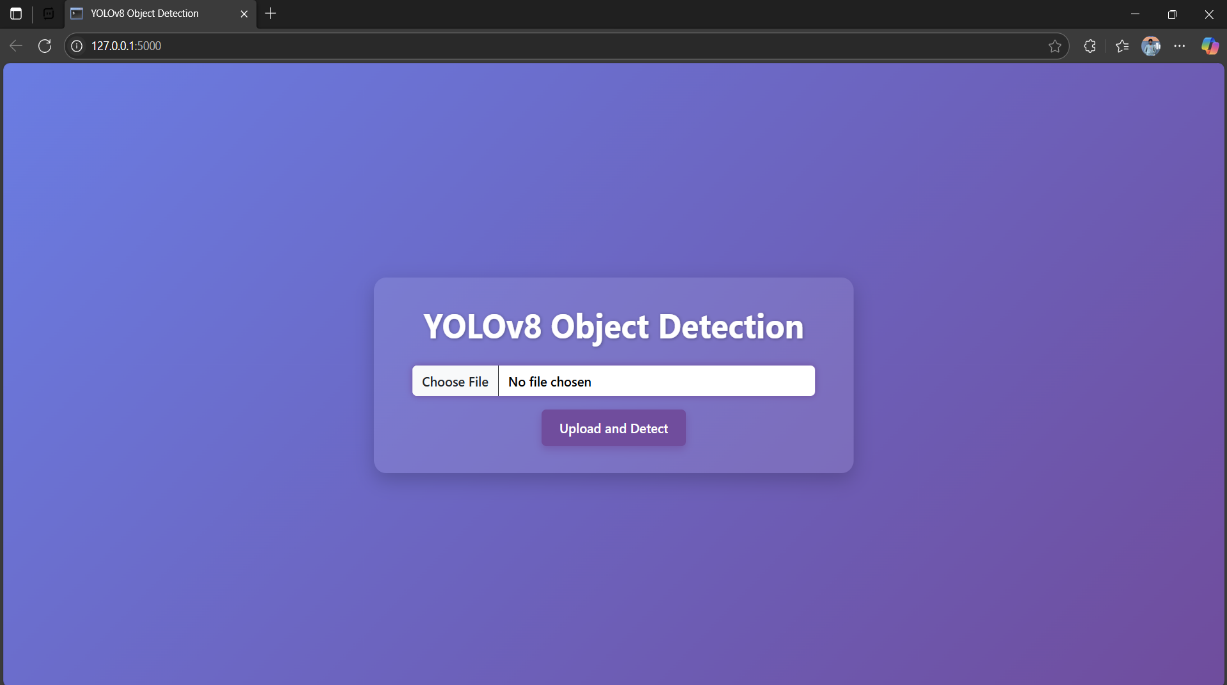 YOLOv8 Object Detection
127.0.0.1:5000
YOLOv8 Object Detection
Choose File No file chosen
Upload and Detect